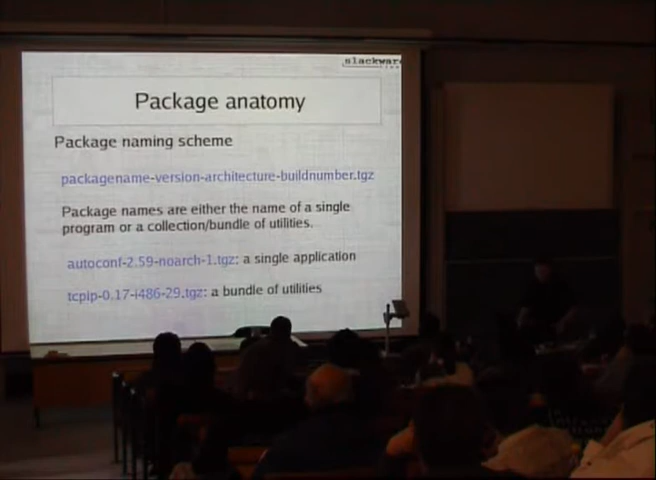 slackware
Package anatomy
Package naming scheme
packagename-version-architecture-buildnumber.tgz
Package names are either the name of a single
program or a collection/bundle of utilities.
autoconf-2.59-noarch-1.tgz: a single application
tcpip-0.17-i486-29.tgz: a bundle of utilities